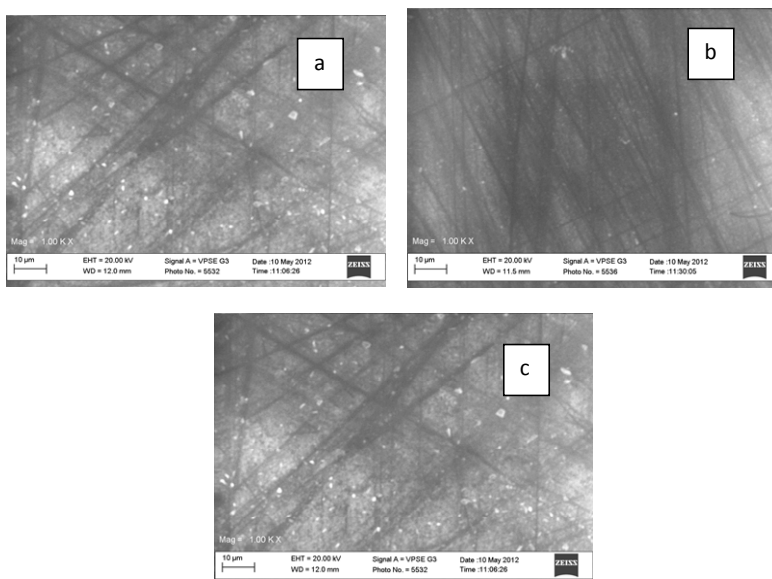 a
Mag = 1.00 K X
10 µm
EHT = 20.00 kV
Signal A = VPSE G3
Date :10 May 2012
WD = 12.0 mm
Photo No. = 5532
Time :11:06:26
ZEISS
b
Mag = 1.00 K X
10 µm
EHT = 20.00 kV
Signal A = VPSE G3
Date :10 May 2012
WD = 11.5 mm
Photo No. = 5536
Time :11:30:05
ZEISS
c
Mag = 1.00 K X
10 µm
EHT = 20.00 kV
Signal A = VPSE G3
Date :10 May 2012
WD = 12.0 mm
Photo No. = 5532
Time :11:06:26
ZEISS